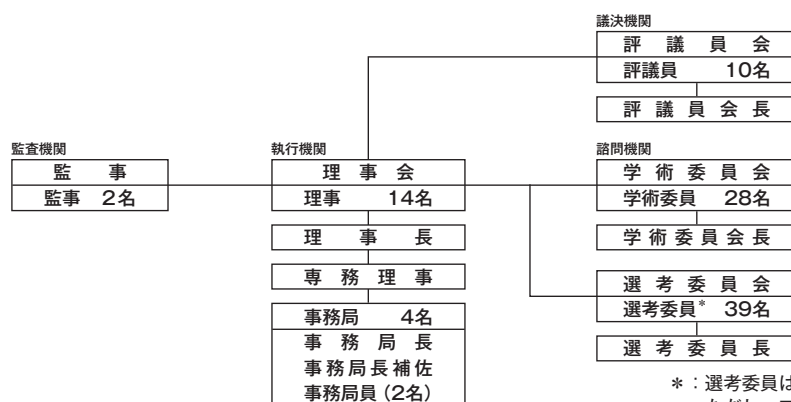 議決機関
評議員会
評議員 10名
評議員会長
監査機関
監事
監事 2名
執行機関
理事会
理事 14名
理事長
専務理事
事務局 4名
事務局長
事務局長補佐
事務局員(2名)
諮問機関
学術委員会
学術委員 28名
学術委員会長
選考委員会
選考委員* 39名
選考委員長
*:選考委員は